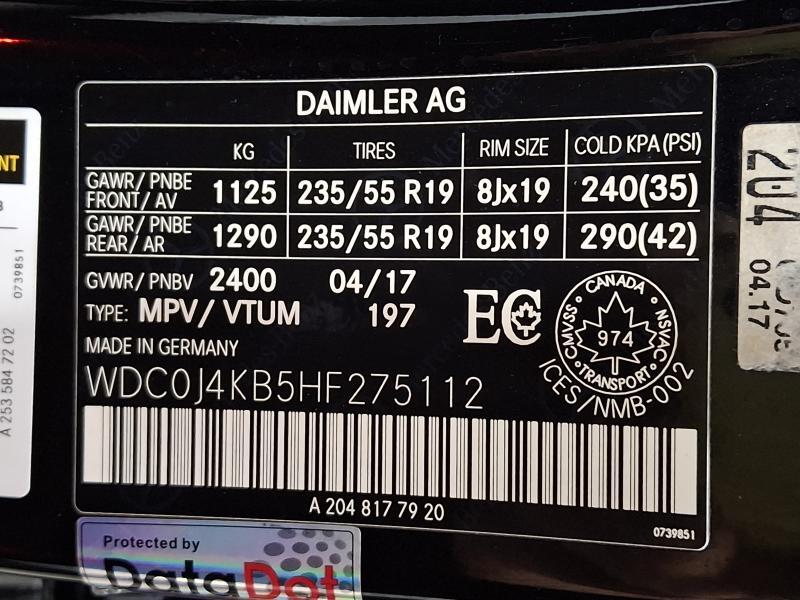 DAIMLER AG
KG TIRES RIM SIZE COLD KPA (PSI)
GAWR/ PNBE
FRONT/ AV 1125 235/55 R19 8Jx19 240(35)
GAWR/ PNBE
REAR/ AR 1290 235/55 R19 8Jx19 290(42)
GVWR/ PNBV 2400 04/17
TYPE: MPV/ VTUM 197
EC
CANADA
CMVSS NSVAC
974
TRANSPORT
ICES/NMB-002
MADE IN GERMANY
WDC0J4KB5HF275112
A 204 817 79 20
0739851
Protected by
DataDot
NT
0739851
A 253 584 72 02
204
04.17